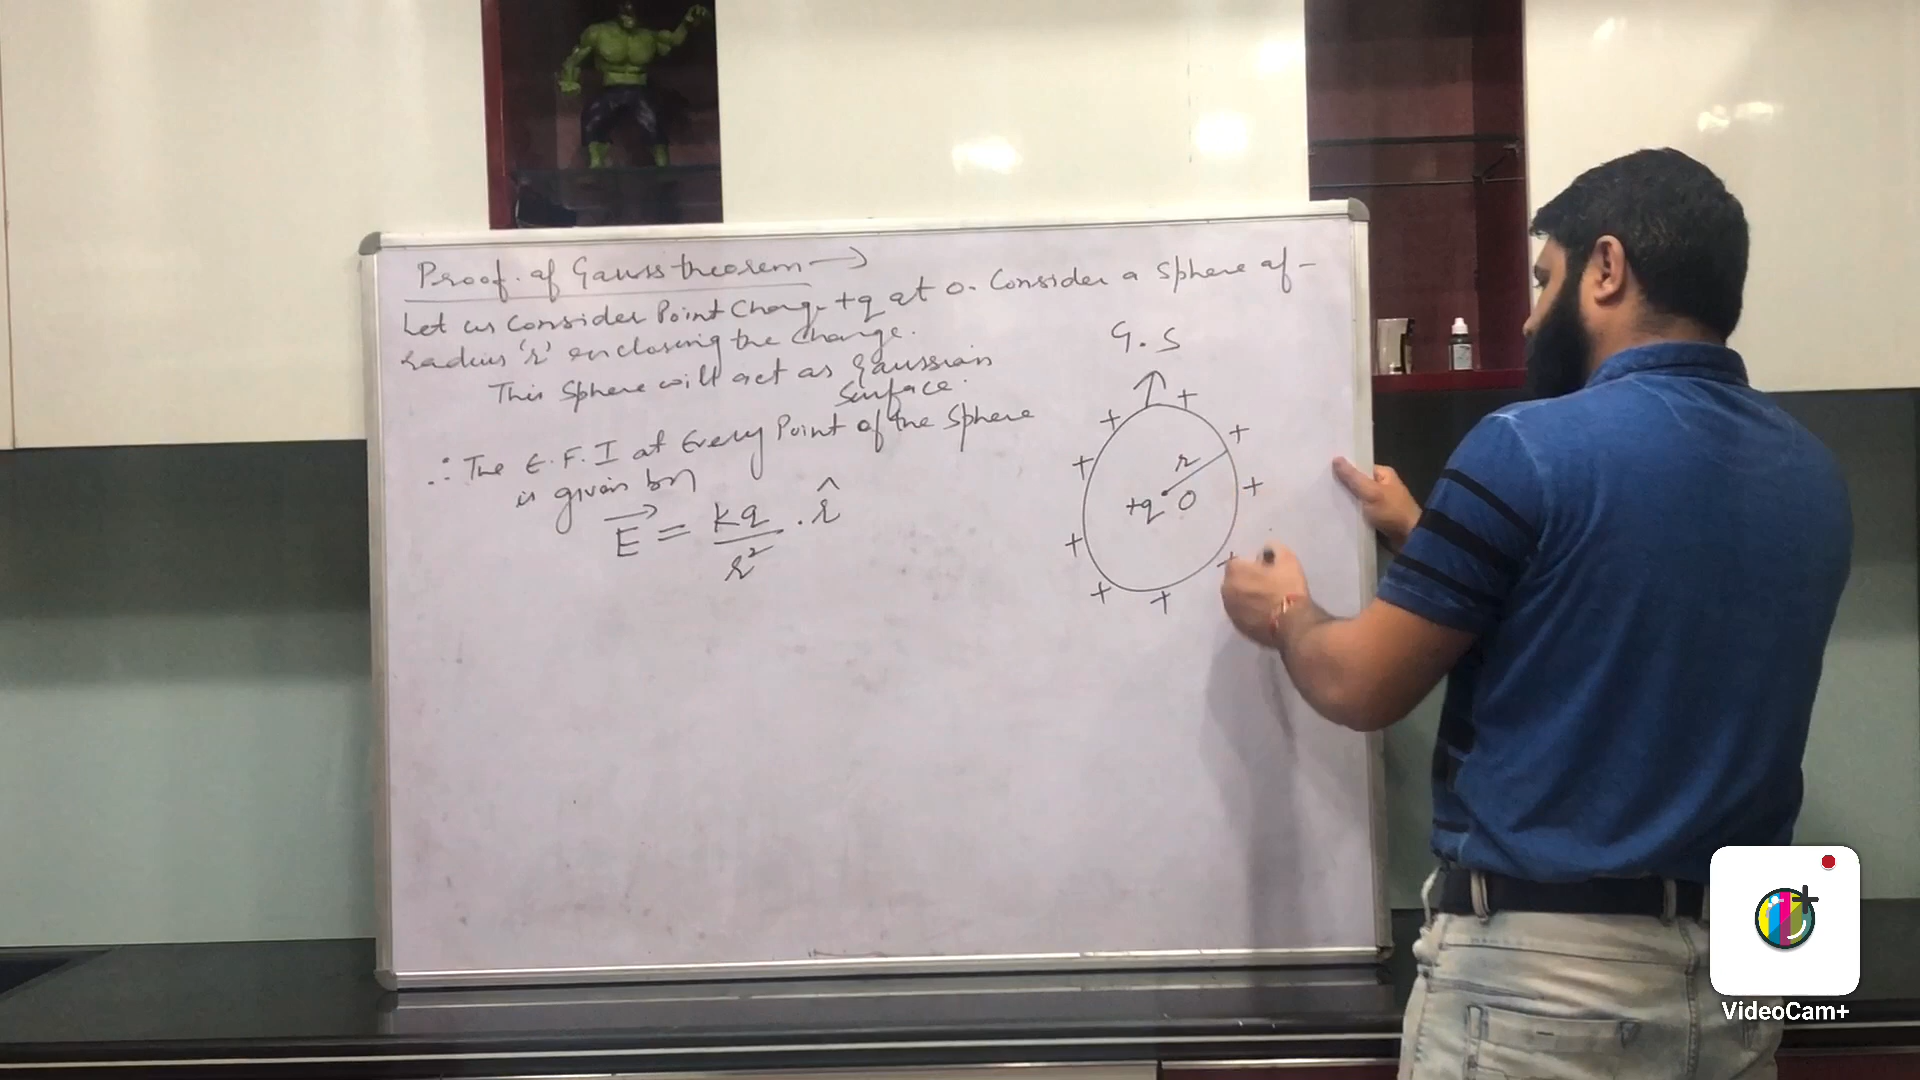 Proof of Gauss theorem →
Let us consider Point Charge +q at O. Consider a Sphere of -
radius 'r' enclosing the charge.
This Sphere will act as Gaussian
Surface.
∴ The E.F.I at Every Point of the Sphere
is given by
E = kq/r² . r̂
G.S
+ + + + + + + + + +
r
+q O
VideoCam+